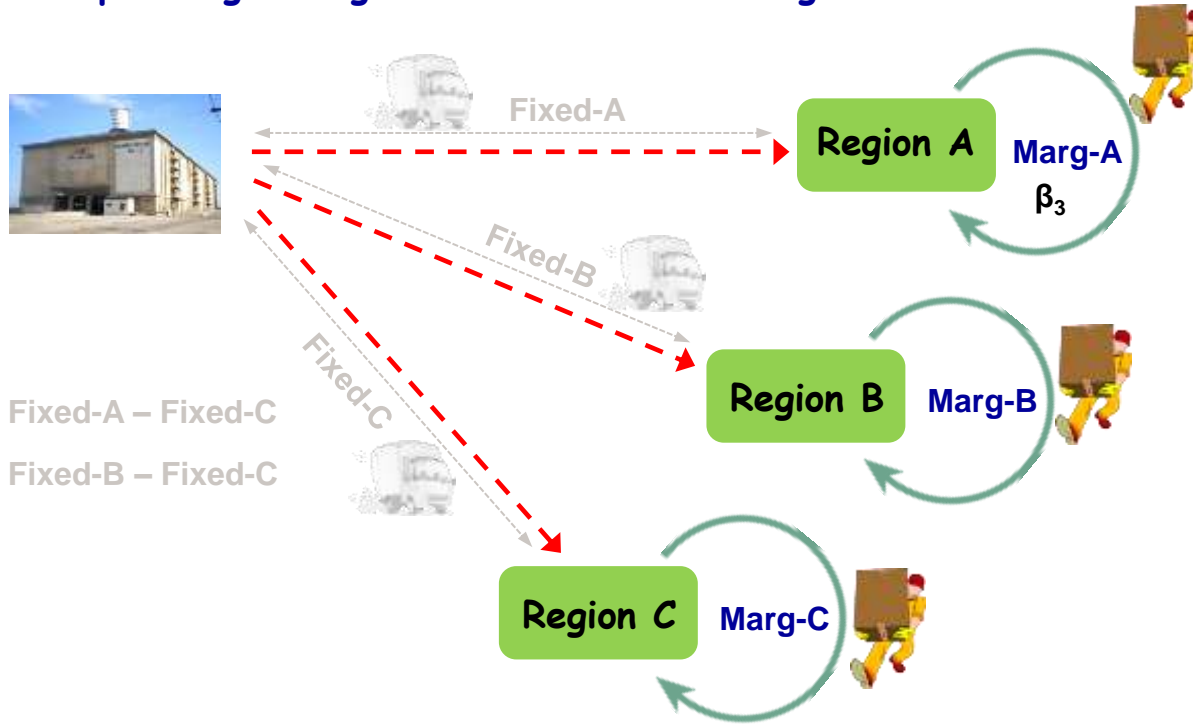 Fixed-A
Region A
Marg-A
β₃
Fixed-B
Region B
Marg-B
Fixed-C
Fixed-A – Fixed-C
Fixed-B – Fixed-C
Region C
Marg-C